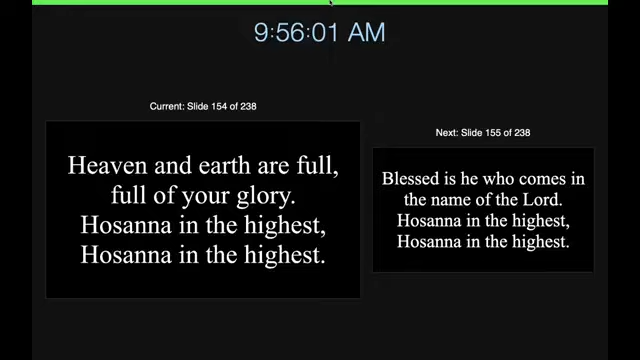 9:56:01 AM
Current: Slide 154 of 238
Heaven and earth are full,
full of your glory.
Hosanna in the highest,
Hosanna in the highest.
Next: Slide 155 of 238
Blessed is he who comes in
the name of the Lord.
Hosanna in the highest,
Hosanna in the highest.